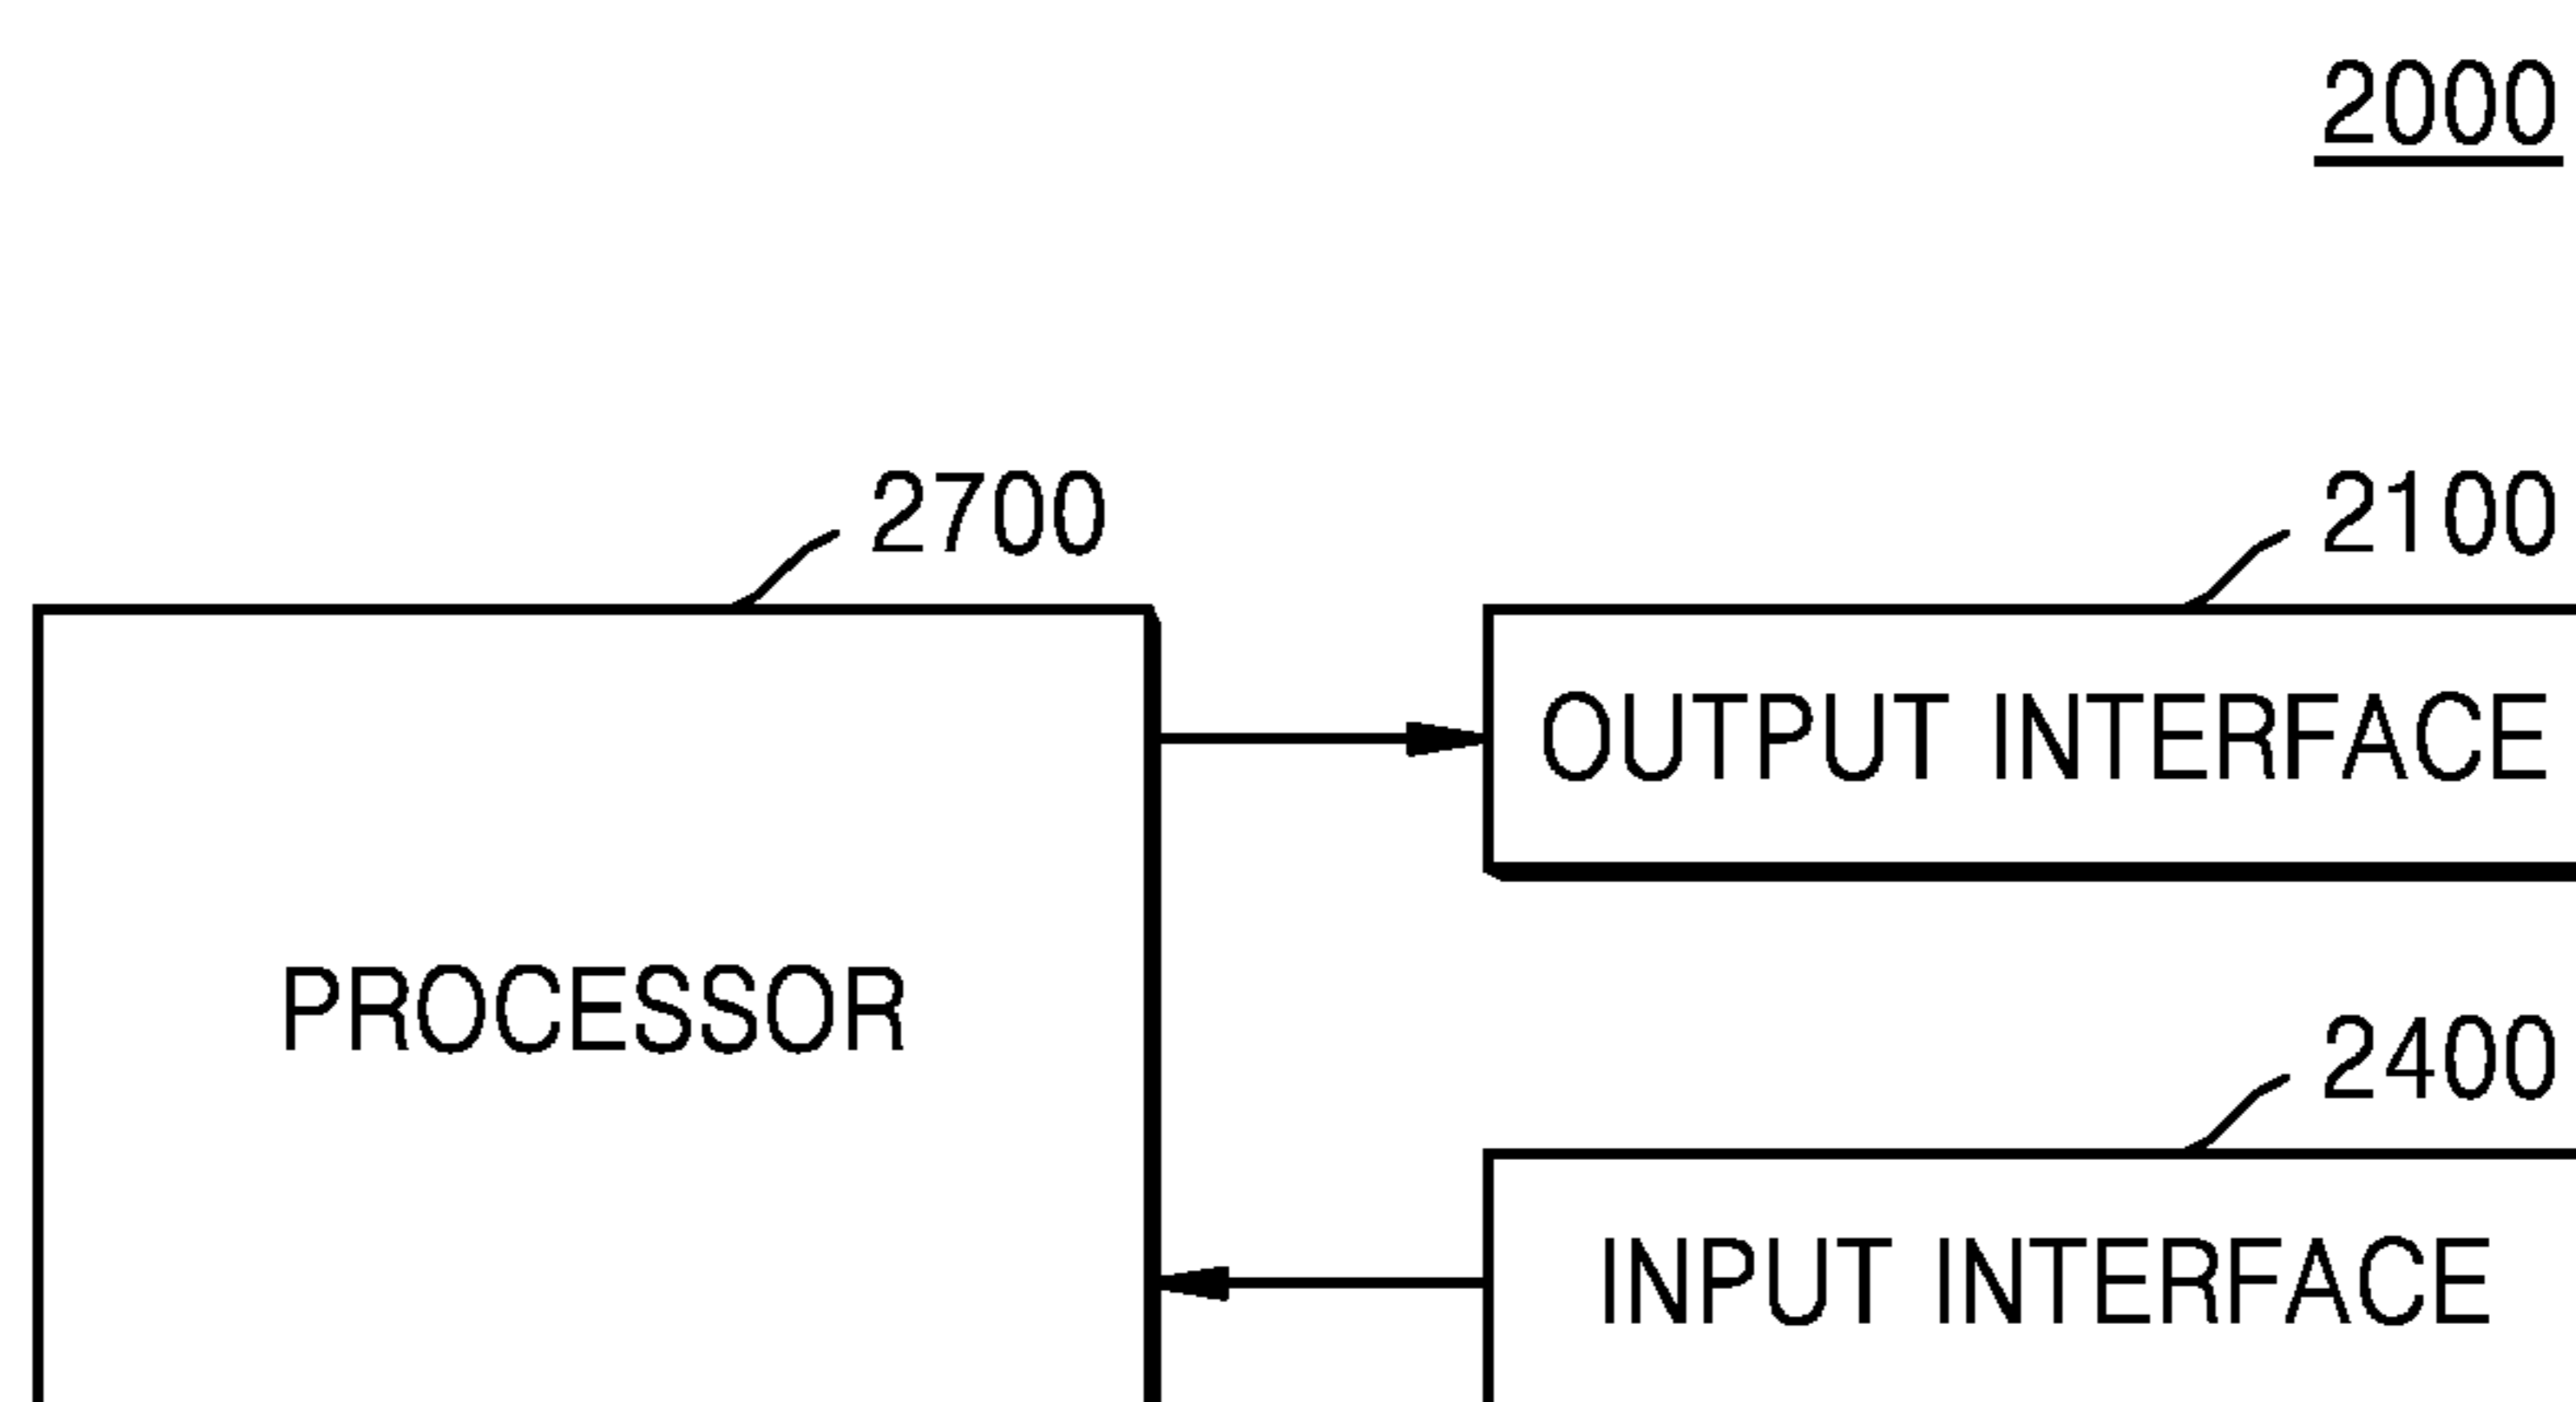 2000
2700
2100
OUTPUT INTERFACE
PROCESSOR
2400
INPUT INTERFACE